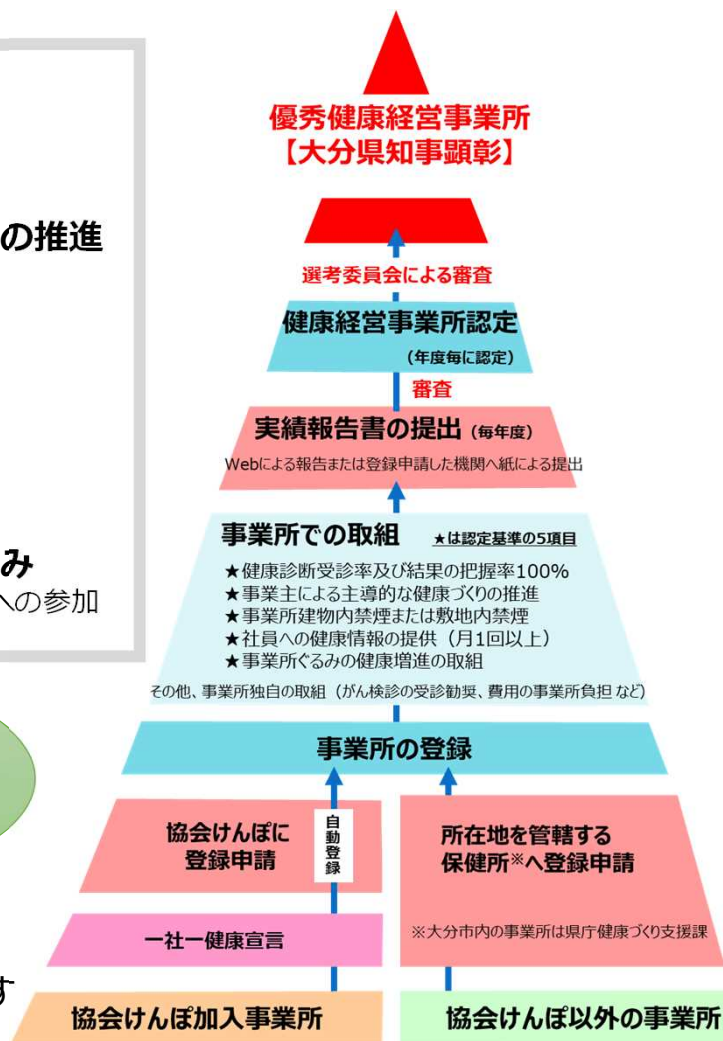 の推進
み
への参加
す
優秀健康経営事業所
【大分県知事顕彰】
選考委員会による審査
健康経営事業所認定
(年度毎に認定)
審査
実績報告書の提出 (毎年度)
Webによる報告または登録申請した機関へ紙による提出
事業所での取組 ★は認定基準の5項目
★健康診断受診率及び結果の把握率100%
★事業主による主導的な健康づくりの推進
★事業所建物内禁煙または敷地内禁煙
★社員への健康情報の提供（月1回以上）
★事業所ぐるみの健康増進の取組
その他、事業所独自の取組（がん検診の受診勧奨、費用の事業所負担 など）
事業所の登録
協会けんぽに
登録申請
自動登録
所在地を管轄する
保健所※へ登録申請
※大分市内の事業所は県庁健康づくり支援課
一社一健康宣言
協会けんぽ加入事業所
協会けんぽ以外の事業所